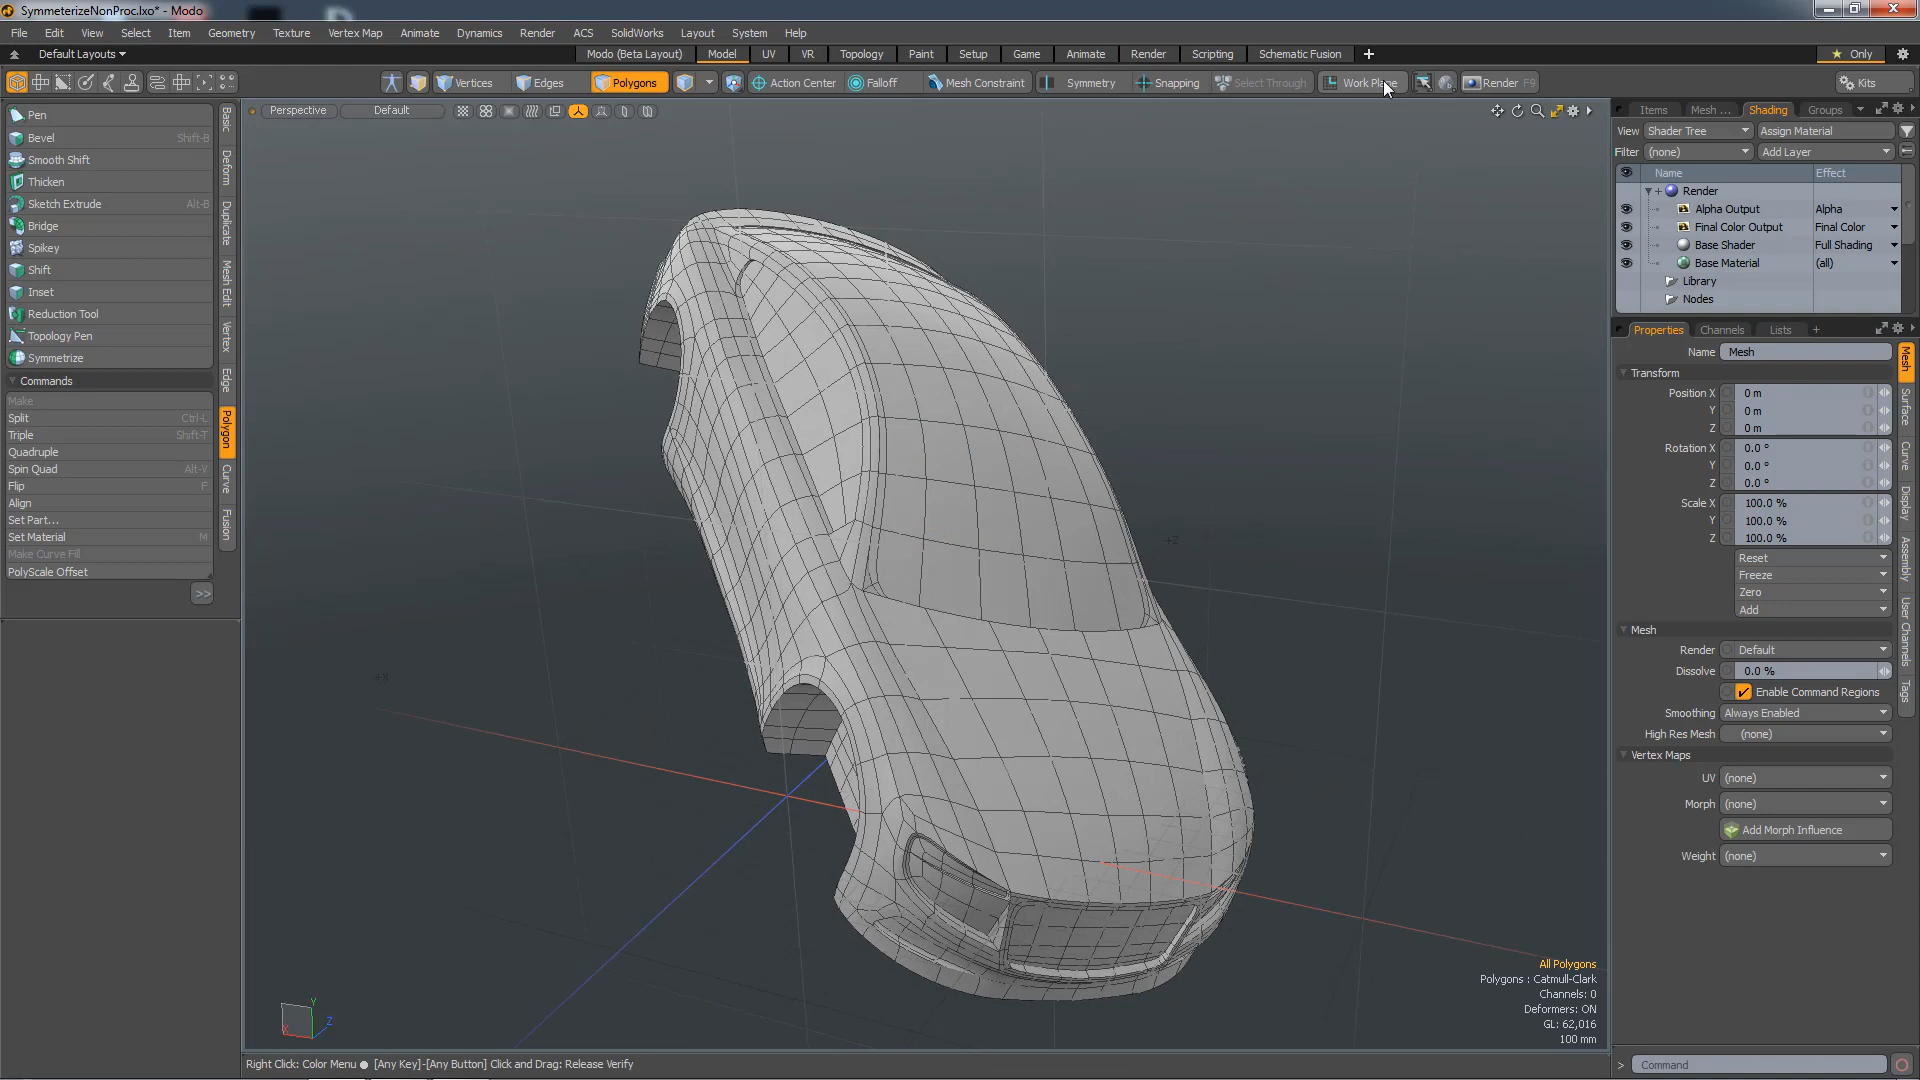 SymmeterizeNonProc.lxo* - Modo
File Edit View Select Item Geometry Texture Vertex Map Animate Dynamics Render ACS SolidWorks Layout System Help
Default Layouts Modo (Beta Layout) Model UV VR Topology Paint Setup Game Animate Render Scripting Schematic Fusion Only
Vertices Edges Polygons Action Center Falloff Mesh Constraint Symmetry Snapping Select Through Work Plane Render F9 Kits
Perspective Default
Pen
Bevel Shift-B
Smooth Shift
Thicken
Sketch Extrude Alt-B
Bridge
Spikey
Shift
Inset
Reduction Tool
Topology Pen
Symmetrize
Commands
Make
Split Ctrl-L
Triple Shift-T
Quadruple
Spin Quad Alt-V
Flip F
Align
Set Part...
Set Material M
Make Curve Fill
PolyScale Offset
>>
Basic
Deform
Duplicate
Mesh Edit
Vertex
Edge
Polygon
Curve
Fusion
+Z
+X
Y
X
Z
All Polygons
Polygons : Catmull-Clark
Channels: 0
Deformers: ON
GL: 62,016
100 mm
Right Click: Color Menu ● [Any Key]-[Any Button] Click and Drag: Release Verify
Items Mesh ... Shading Groups
View Shader Tree Assign Material
Filter (none) Add Layer
Name Effect
Render
Alpha Output Alpha
Final Color Output Final Color
Base Shader Full Shading
Base Material (all)
Library
Nodes
Properties Channels Lists +
Name Mesh
Transform
Position X 0 m
Y 0 m
Z 0 m
Rotation X 0.0 °
Y 0.0 °
Z 0.0 °
Scale X 100.0 %
Y 100.0 %
Z 100.0 %
Reset
Freeze
Zero
Add
Mesh
Render Default
Dissolve 0.0 %
Enable Command Regions
Smoothing Always Enabled
High Res Mesh (none)
Vertex Maps
UV (none)
Morph (none)
Add Morph Influence
Weight (none)
Mesh
Surface
Curve
Display
Assembly
User Channels
Tags
> Command